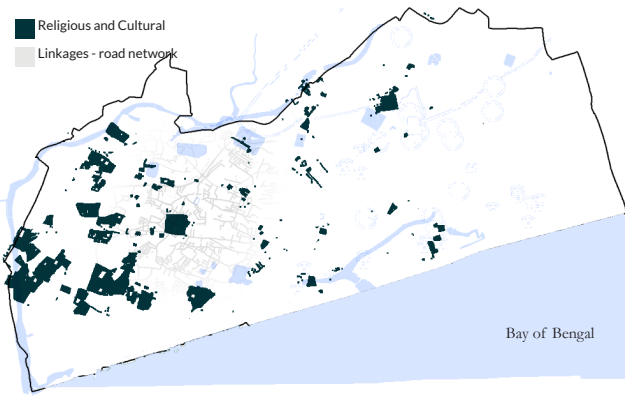 Religious and Cultural
Linkages - road network
Bay of Bengal